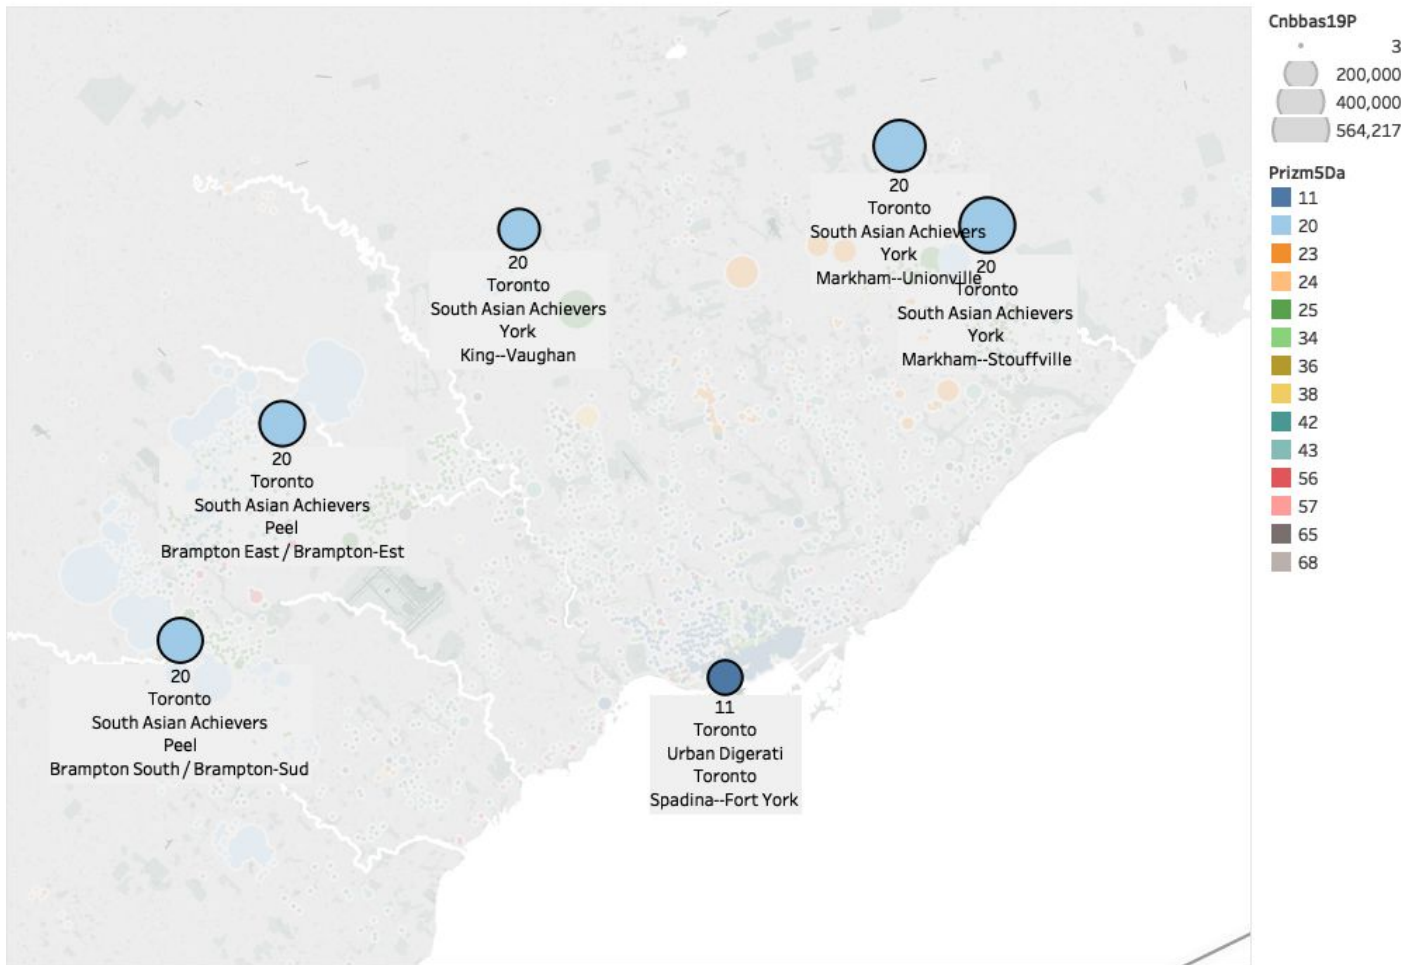 20
Toronto
South Asian Achievers
York
Markham--Unionville
20
Toronto
South Asian Achievers
York
Markham--Stouffville
20
Toronto
South Asian Achievers
York
King--Vaughan
20
Toronto
South Asian Achievers
Peel
Brampton East / Brampton-Est
20
Toronto
South Asian Achievers
Peel
Brampton South / Brampton-Sud
11
Toronto
Urban Digerati
Toronto
Spadina--Fort York
Cnbbas19P
3
200,000
400,000
564,217
Prizm5Da
11
20
23
24
25
34
36
38
42
43
56
57
65
68